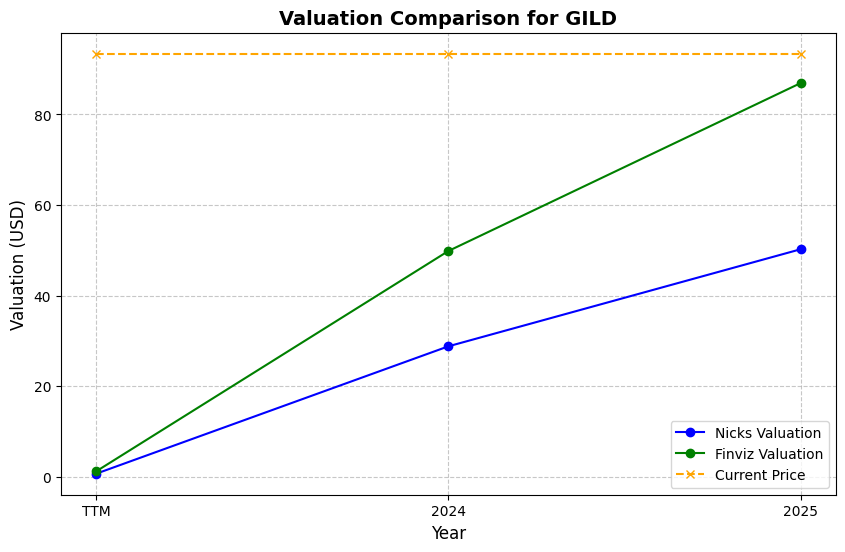 Valuation Comparison for GILD
Valuation (USD)
80
60
40
20
0
TTM
2024
2025
Year
Nicks Valuation
Finviz Valuation
Current Price